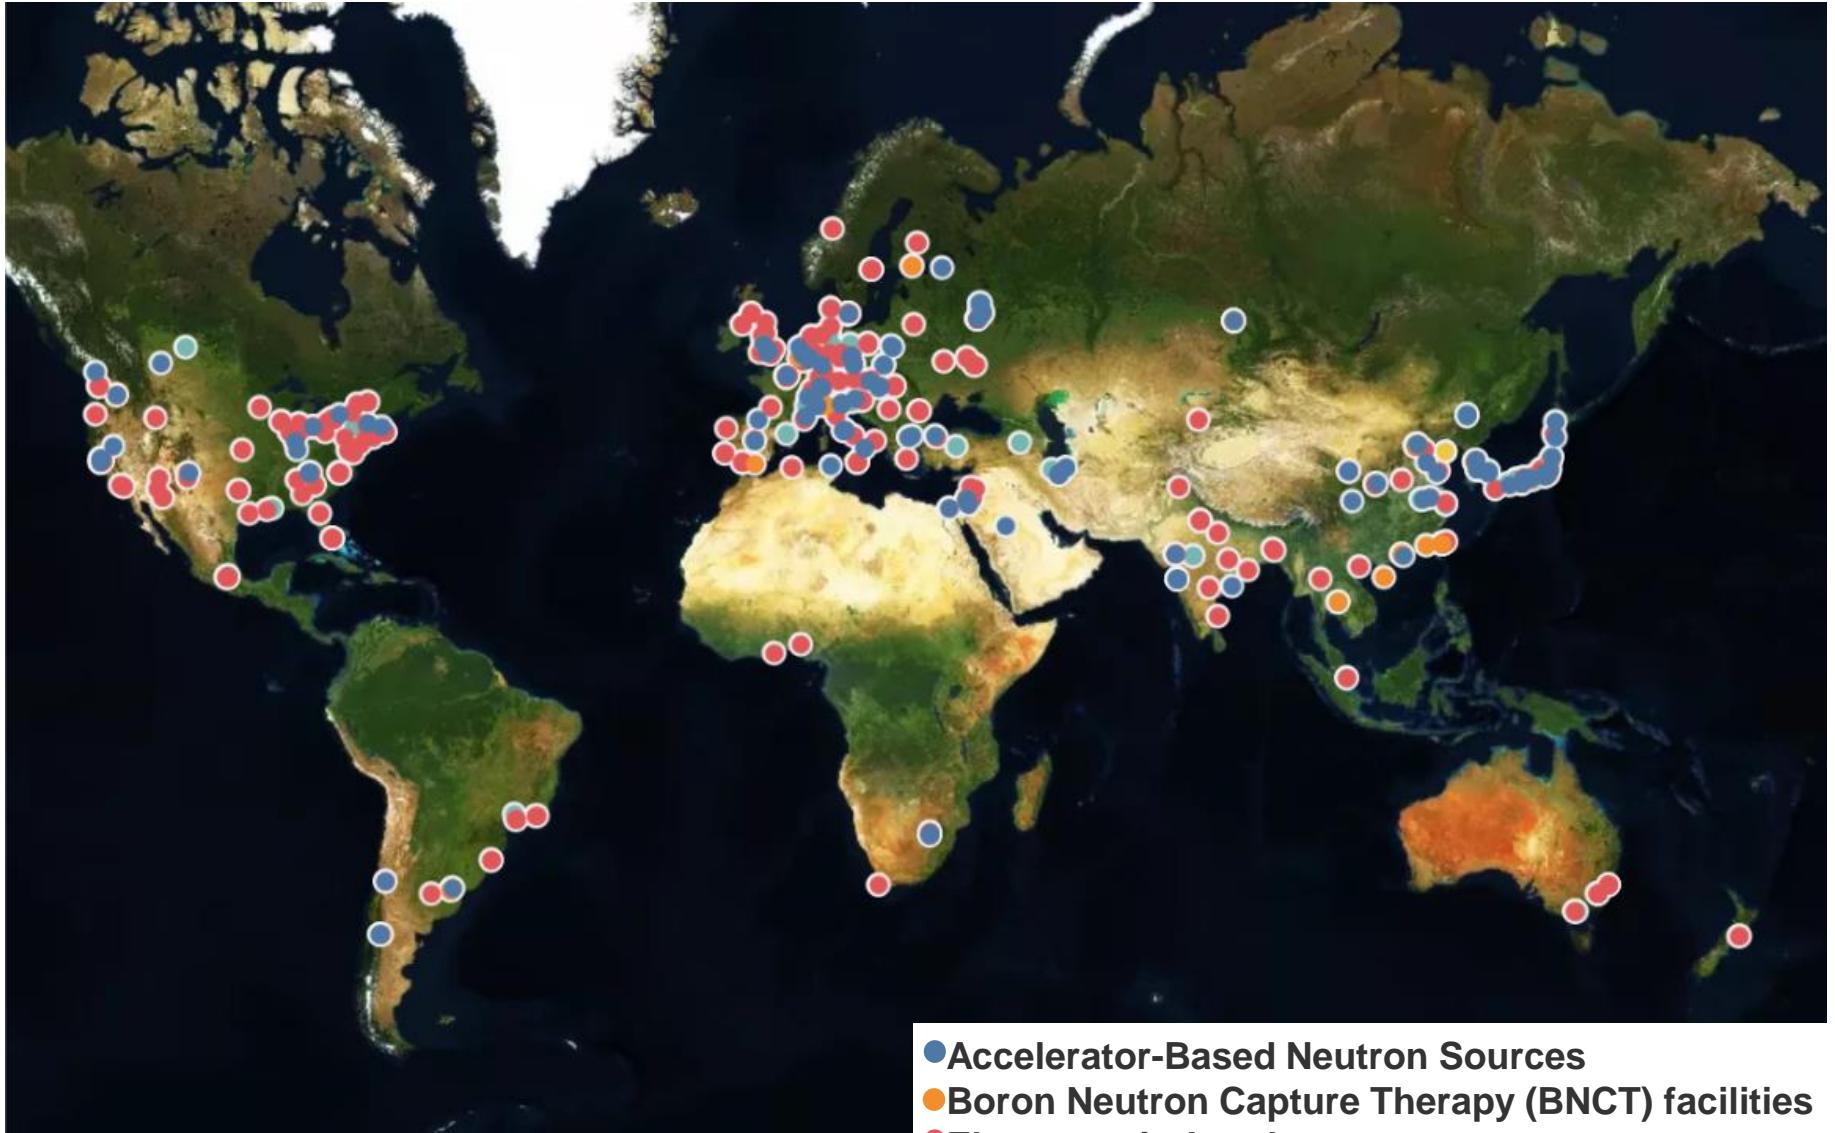 Accelerator-Based Neutron Sources
Boron Neutron Capture Therapy (BNCT) facilities